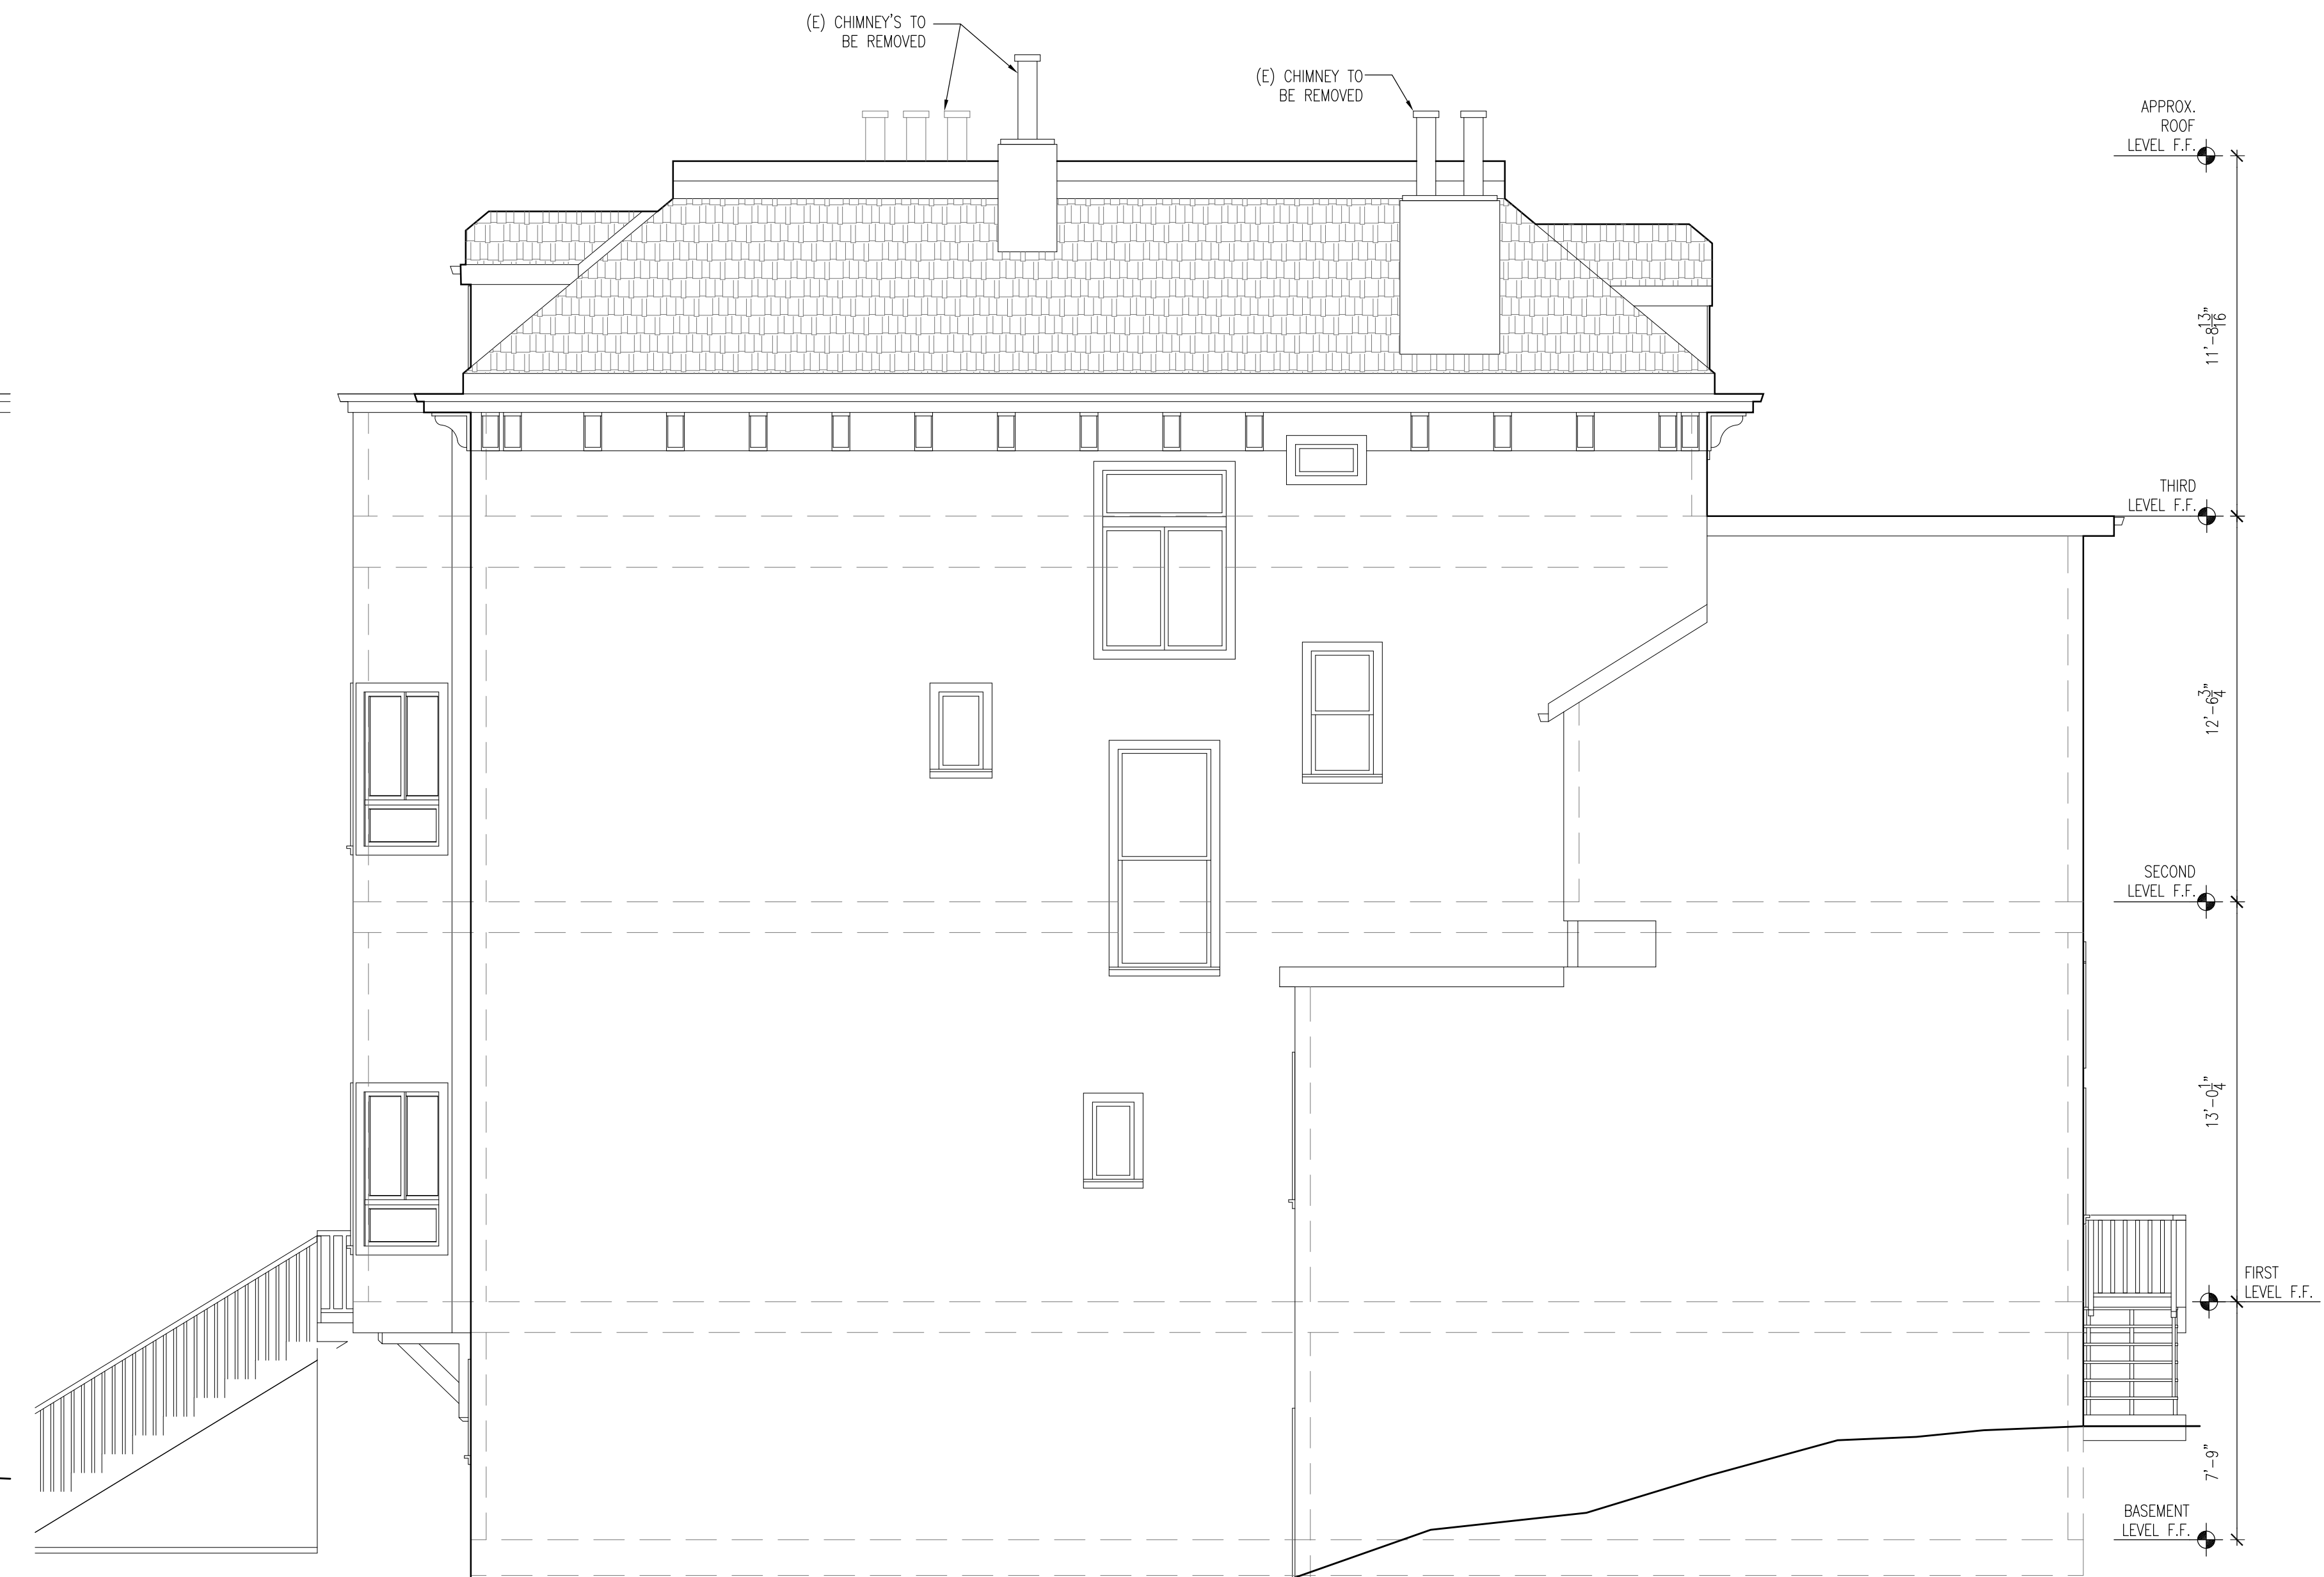 (E) CHIMNEY'S TO
BE REMOVED
(E) CHIMNEY TO
BE REMOVED
APPROX.
ROOF
LEVEL F.F.
11'-8 13/16"
THIRD
LEVEL F.F.
12'-6 3/4"
SECOND
LEVEL F.F.
13'-0 1/4"
FIRST
LEVEL F.F.
7'-9"
BASEMENT
LEVEL F.F.